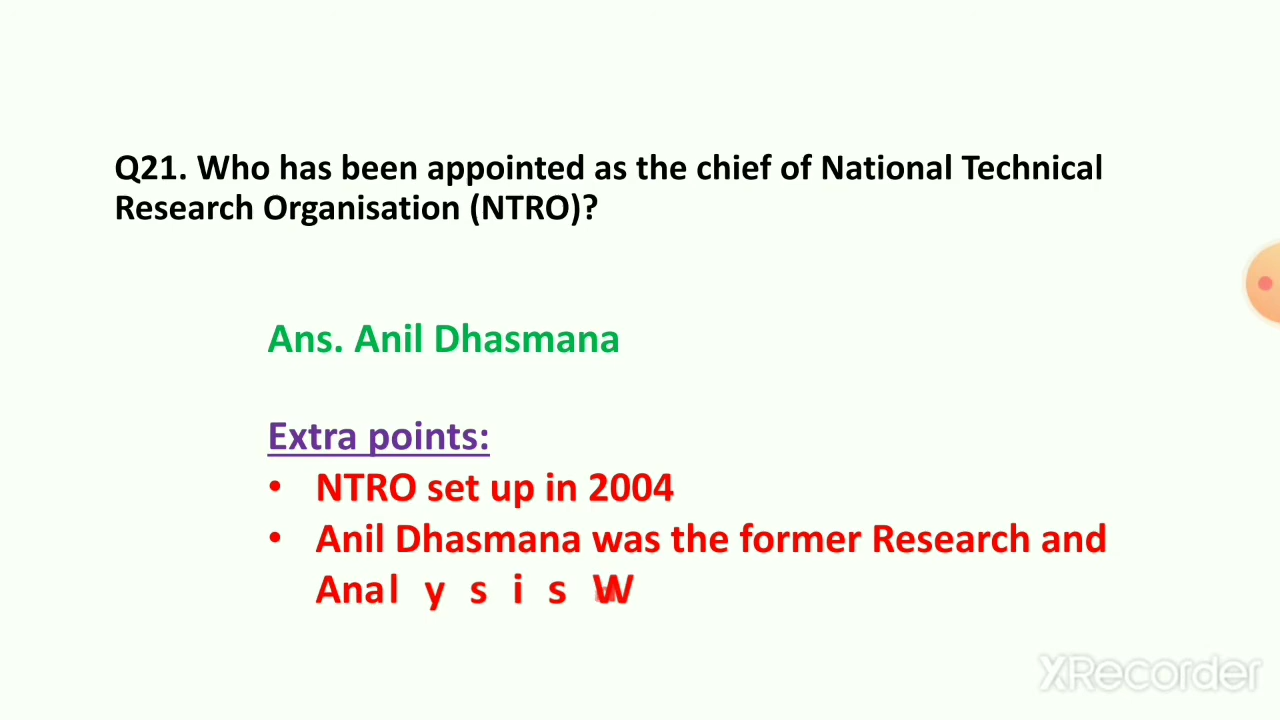 Q21. Who has been appointed as the chief of National Technical
Research Organisation (NTRO)?
Ans. Anil Dhasmana
Extra points:
• NTRO set up in 2004
• Anil Dhasmana was the former Research and
Analysis W
XRecorder